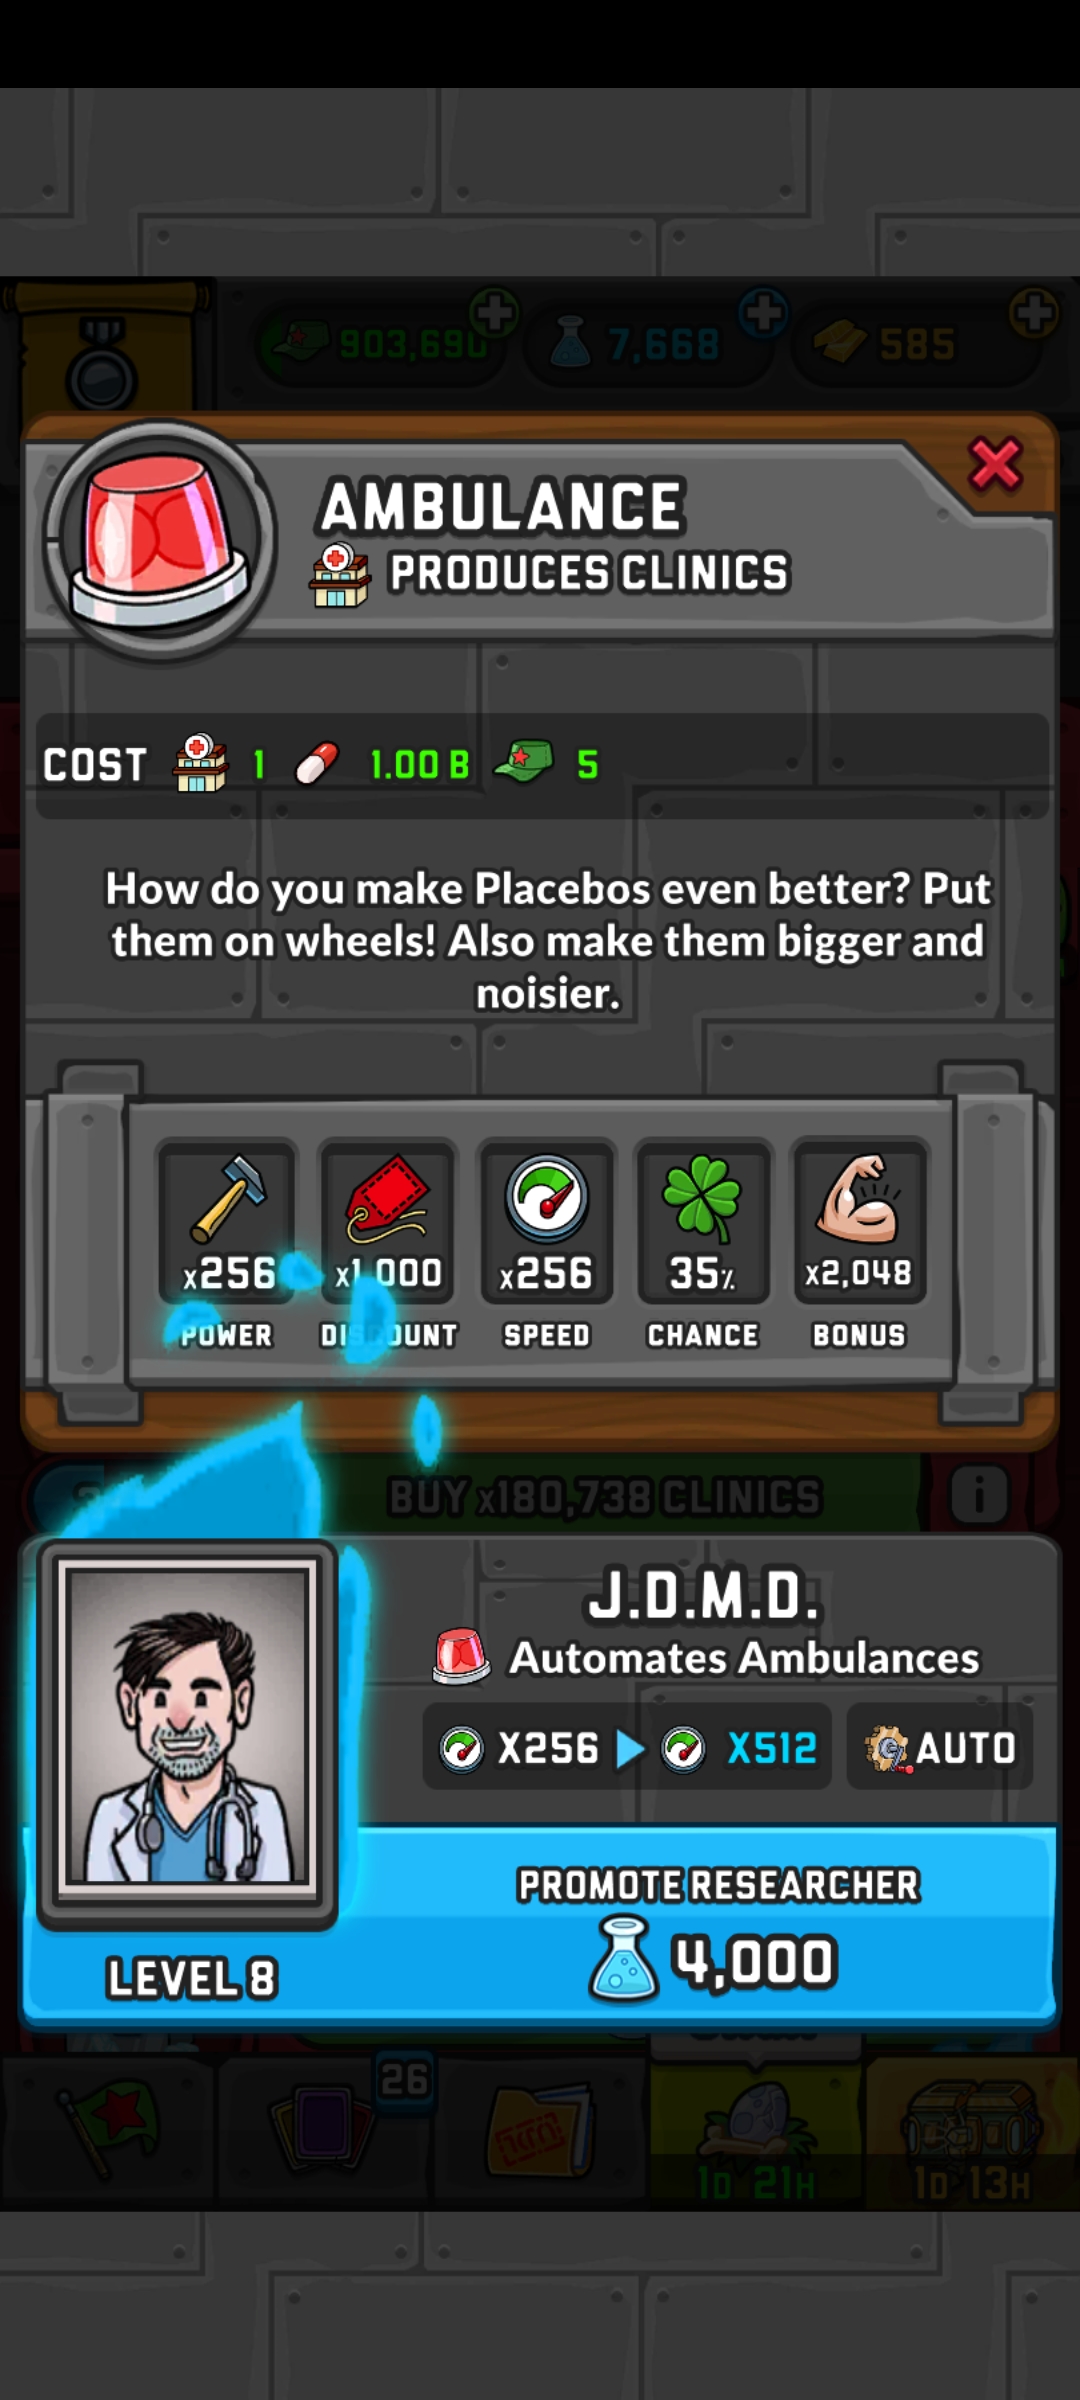 903,690
7,668
585
AMBULANCE
PRODUCES CLINICS
COST 1 1.00 B 5
How do you make Placebos even better? Put
them on wheels! Also make them bigger and
noisier.
x256 x1,000 x256 35% x2,048
POWER DISCOUNT SPEED CHANCE BONUS
BUY x180,738 CLINICS
i
J.D.M.D.
Automates Ambulances
X256 X512 AUTO
PROMOTE RESEARCHER
4,000
LEVEL 8
26
1D 21H
1D 13H